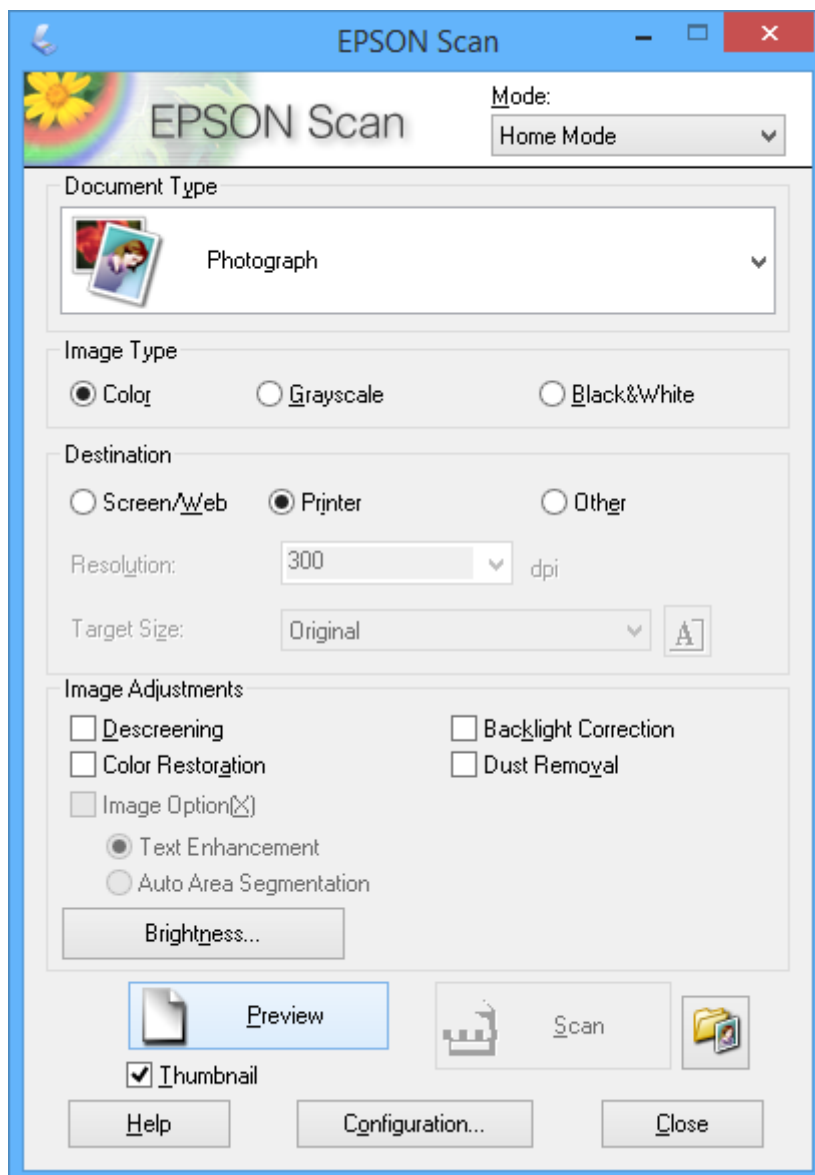 EPSON Scan
EPSON Scan
Mode:
Home Mode
Document Type
Photograph
Image Type
Color Grayscale Black&White
Destination
Screen/Web Printer Other
Resolution: 300 dpi
Target Size: Original A
Image Adjustments
Descreening Backlight Correction
Color Restoration Dust Removal
Image Option(X)
Text Enhancement
Auto Area Segmentation
Brightness...
Preview Scan
Thumbnail
Help Configuration... Close